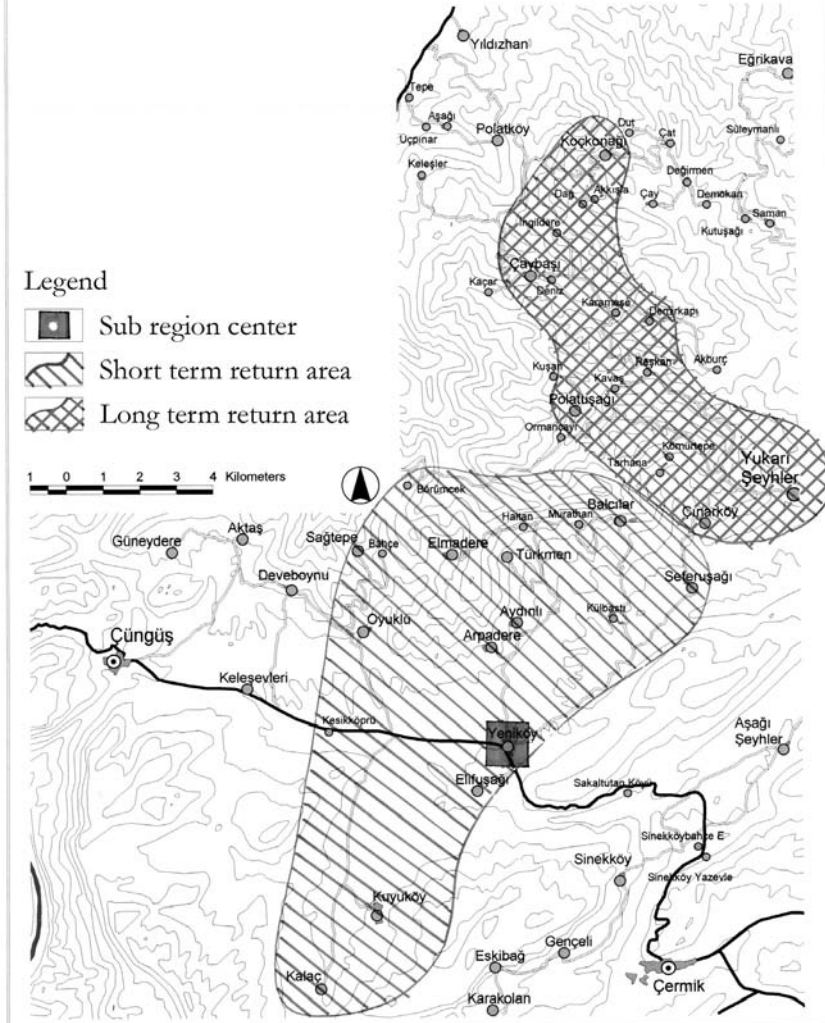 Yıldızhan
Eğrikava
Tepe
Aşağı
Üçpınar
Polatköy
Dut
Çat
Süleymanlı
Koçkonağı
Keleşler
Değirmen
Dağ
Akkışla
Çay
Demokan
Saman
Kutuşağı
İngildere
Çaybaşı
Kaçar
Deniz
Karameşe
Demirkapı
Legend
Sub region center
Short term return area
Long term return area
Kuşan
Raşkan
Akburç
Kavaş
Polatuşağı
Ormançayı
Kömürtepe
Tarhana
Yukarı
Şeyhler
1 0 1 2 3 4 Kilometers
Börümcek
Balcılar
Haltan
Murathan
Çınarköy
Aktaş
Güneydere
Sağtepe
Bahçe
Elmadere
Türkmen
Deveboynu
Seferuşağı
Oyuklu
Aydınlı
Külbastı
Arpadere
Çüngüş
Keleşevleri
Kesikköprü
Yeniköy
Aşağı
Şeyhler
Elifuşağı
Sakaltutan Köyü
Sinekköybahçe E
Sinekköy
Sinekköy Yazevle
Kuyuköy
Gençeli
Eskibağ
Kalaç
Çermik
Karakolan